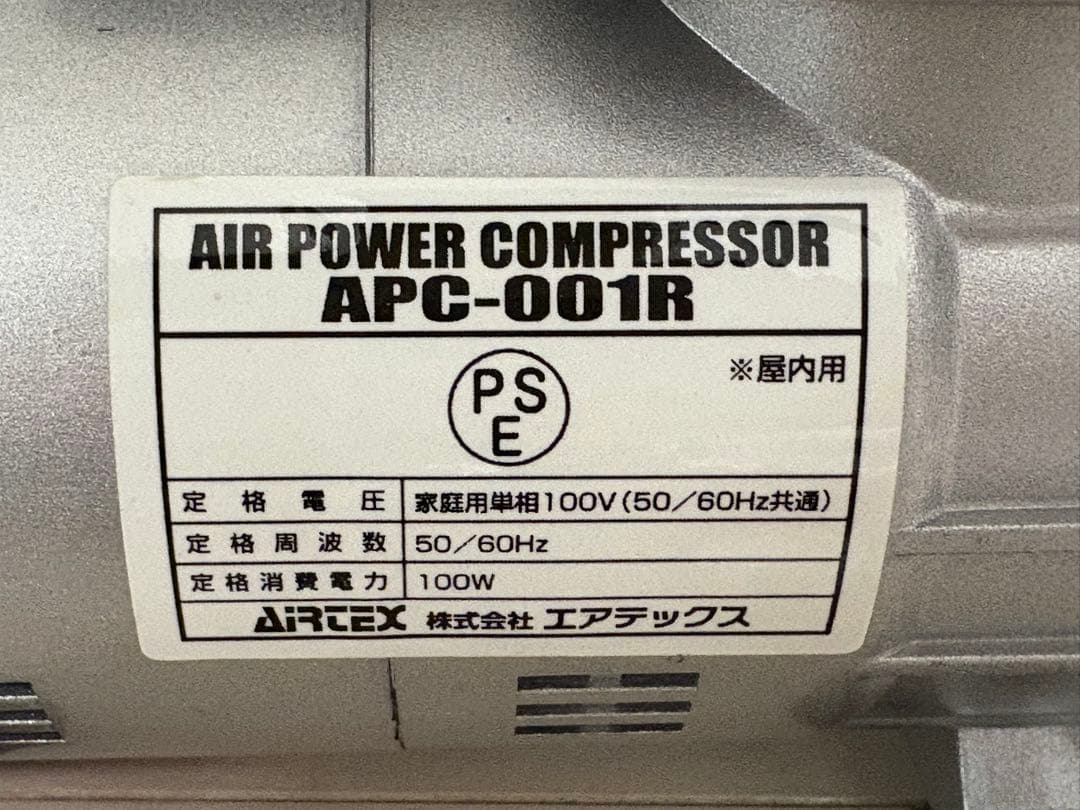 AIR POWER COMPRESSOR
APC-001R
※屋内用
PS
E
定格電圧 家庭用単相100V(50/60Hz共通)
定格周波数 50/60Hz
定格消費電力 100W
AIRTEX 株式会社 エアテックス